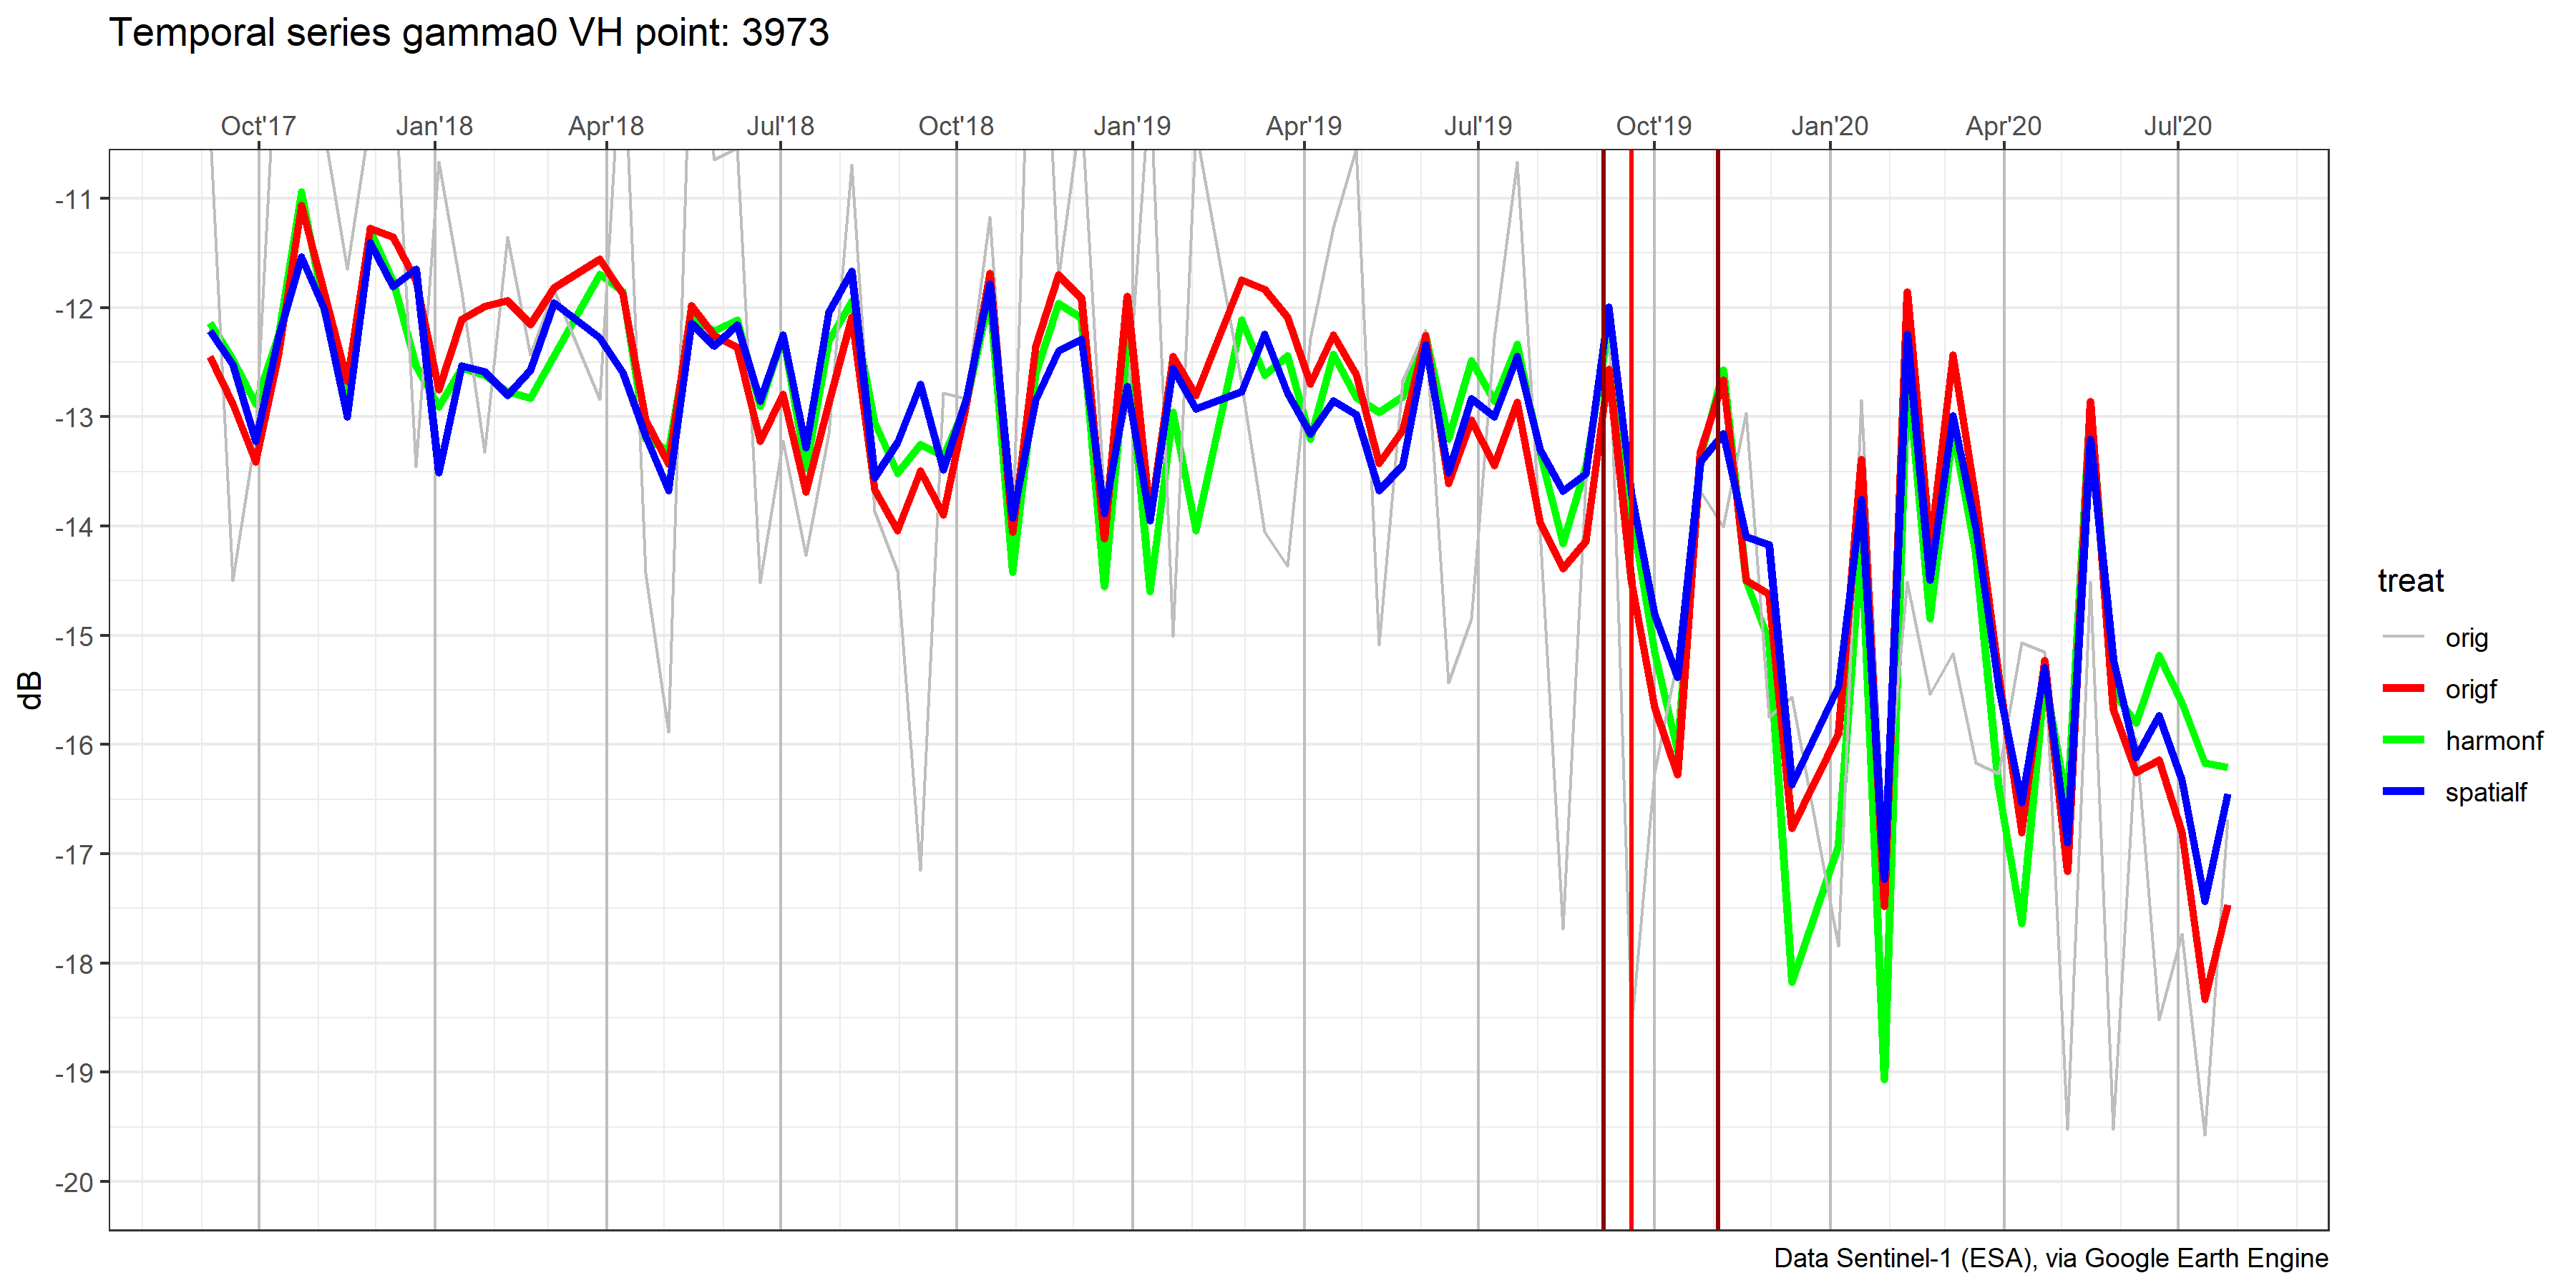 Temporal series gamma0 VH point: 3973
Oct'17 Jan'18 Apr'18 Jul'18 Oct'18 Jan'19 Apr'19 Jul'19 Oct'19 Jan'20 Apr'20 Jul'20
-11
-12
-13
-14
-15
-16
-17
-18
-19
-20
dB
treat
orig
origf
harmonf
spatialf
Data Sentinel-1 (ESA), via Google Earth Engine